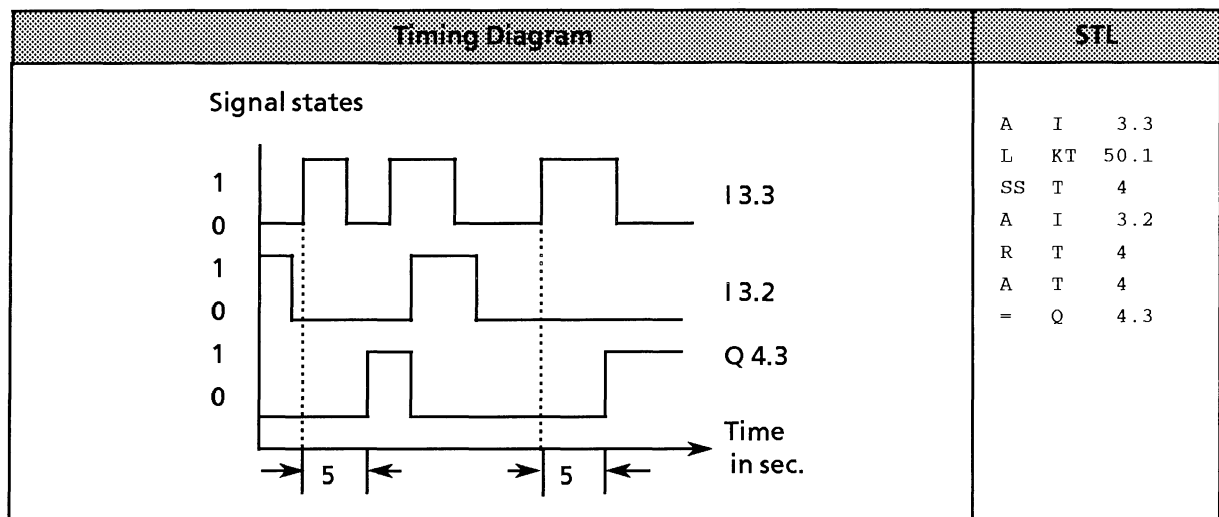 Timing Diagram
STL
Signal states
1
0
I 3.3
1
0
I 3.2
1
0
Q 4.3
Time
in sec.
5
5
A I 3.3
L KT 50.1
SS T 4
A I 3.2
R T 4
A T 4
= Q 4.3